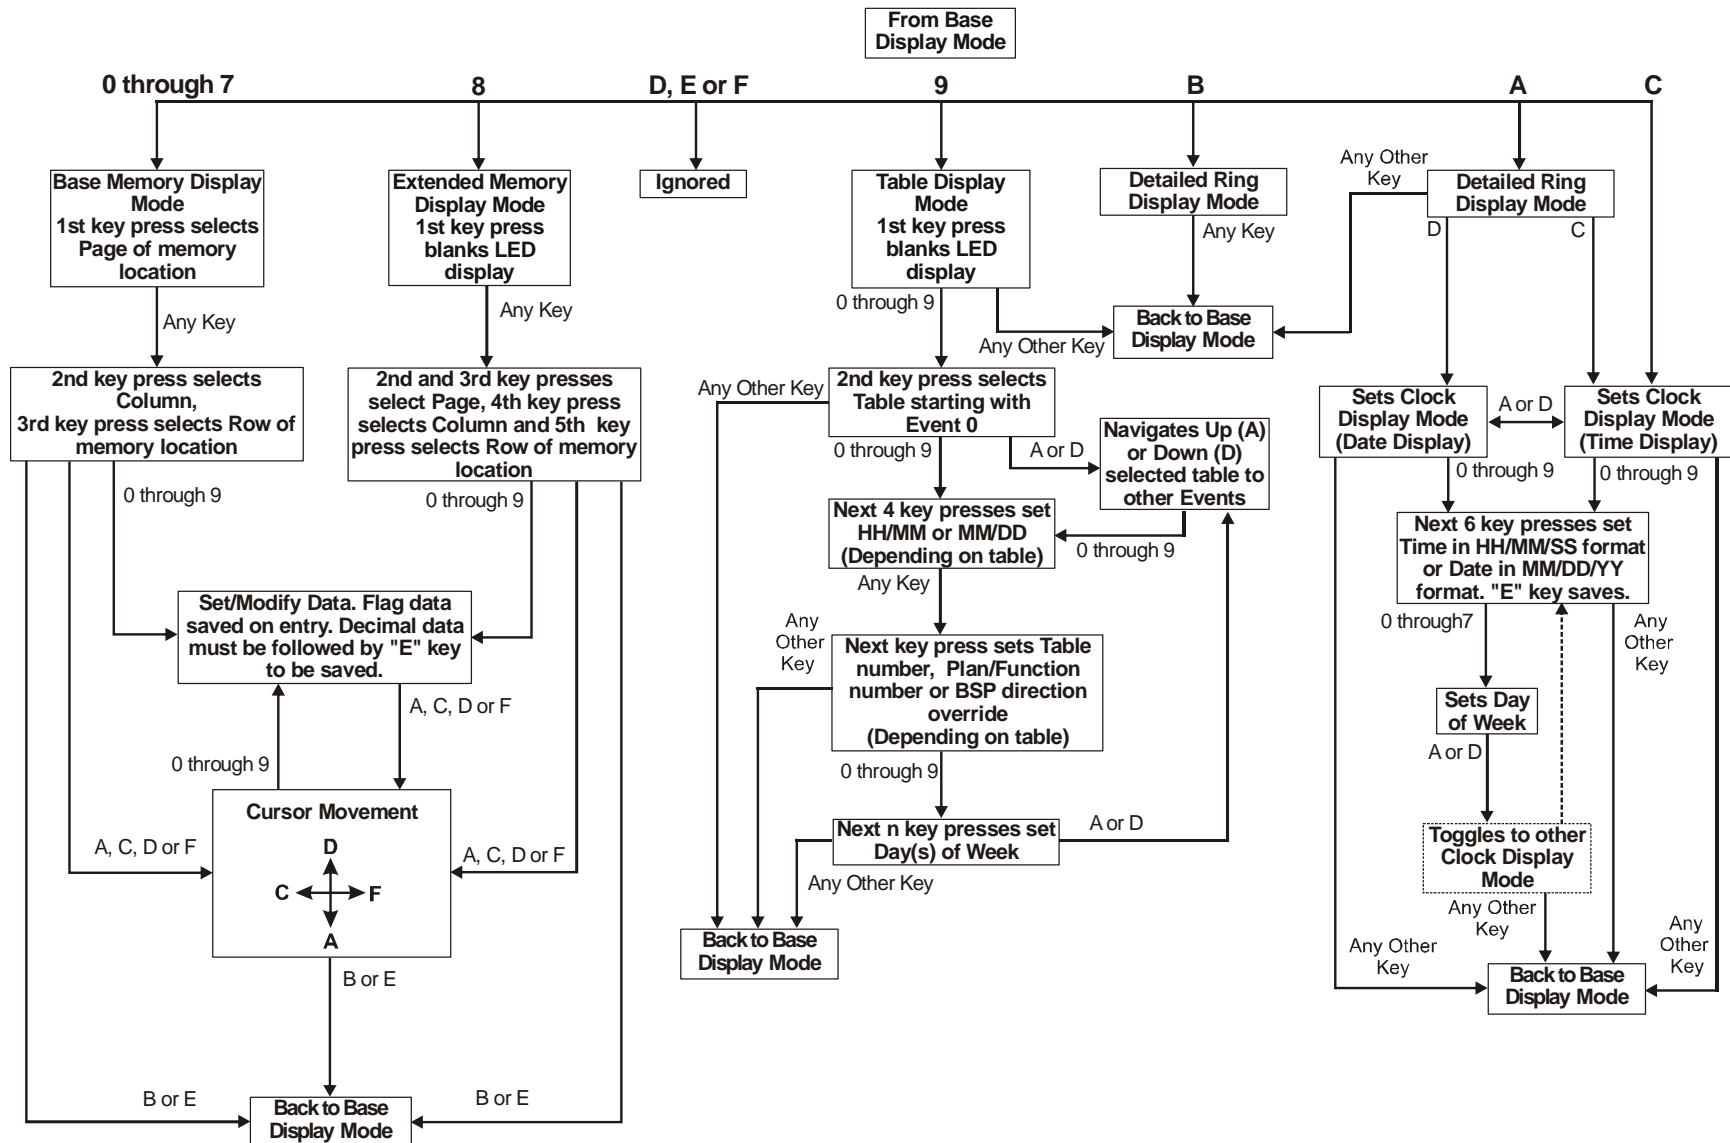 From Base
Display Mode
0 through 7
8
D, E or F
9
B
A
C
Base Memory Display
Mode
1st key press selects
Page of memory
location
Extended Memory
Display Mode
1st key press
blanks LED
display
Ignored
Table Display
Mode
1st key press
blanks LED
display
Detailed Ring
Display Mode
Any Other
Key
Detailed Ring
Display Mode
Any Key
D
C
Any Key
Any Key
0 through 9
Any Other Key
Back to Base
Display Mode
2nd key press selects
Column,
3rd key press selects Row of
memory location
2nd and 3rd key presses
select Page, 4th key press
selects Column and 5th key
press selects Row of memory
location
Any Other Key
2nd key press selects
Table starting with
Event 0
0 through 9
A or D
Navigates Up (A)
or Down (D)
selected table to
other Events
Sets Clock
Display Mode
(Date Display)
A or D
Sets Clock
Display Mode
(Time Display)
0 through 9
0 through 9
0 through 9
0 through 9
Next 4 key presses set
HH/MM or MM/DD
(Depending on table)
0 through 9
Next 6 key presses set
Time in HH/MM/SS format
or Date in MM/DD/YY
format. "E" key saves.
Any Key
Set/Modify Data. Flag data
saved on entry. Decimal data
must be followed by "E" key
to be saved.
Any
Other
Key
Next key press sets Table
number, Plan/Function
number or BSP direction
override
(Depending on table)
0 through7
Any
Other
Key
A, C, D or F
Sets Day
of Week
0 through 9
0 through 9
A or D
Cursor Movement
D
C
F
A
A, C, D or F
A, C, D or F
Next n key presses set
Day(s) of Week
A or D
Any Other Key
Toggles to other
Clock Display
Mode
Any Other
Key
Back to Base
Display Mode
Any Other
Key
Any
Other
Key
Back to Base
Display Mode
B or E
B or E
B or E
Back to Base
Display Mode